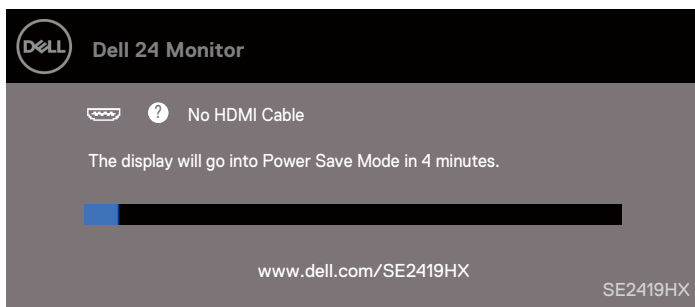 DELL
Dell 24 Monitor
? No HDMI Cable
The display will go into Power Save Mode in 4 minutes.
www.dell.com/SE2419HX
SE2419HX